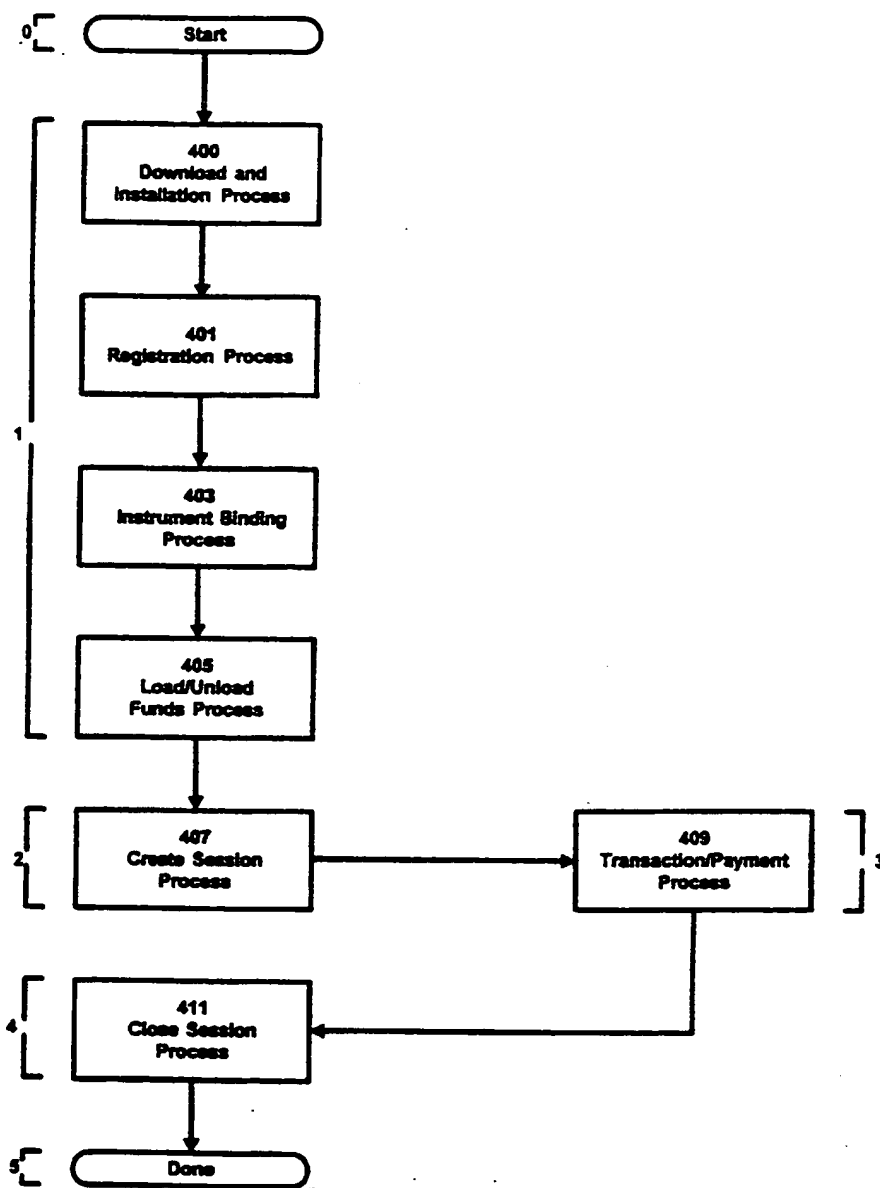 0
Start
400
Download and
Installation Process
401
Registration Process
1
403
Instrument Binding
Process
405
Load/Unload
Funds Process
2
407
Create Session
Process
409
Transaction/Payment
Process
3
4
411
Close Session
Process
5
Done